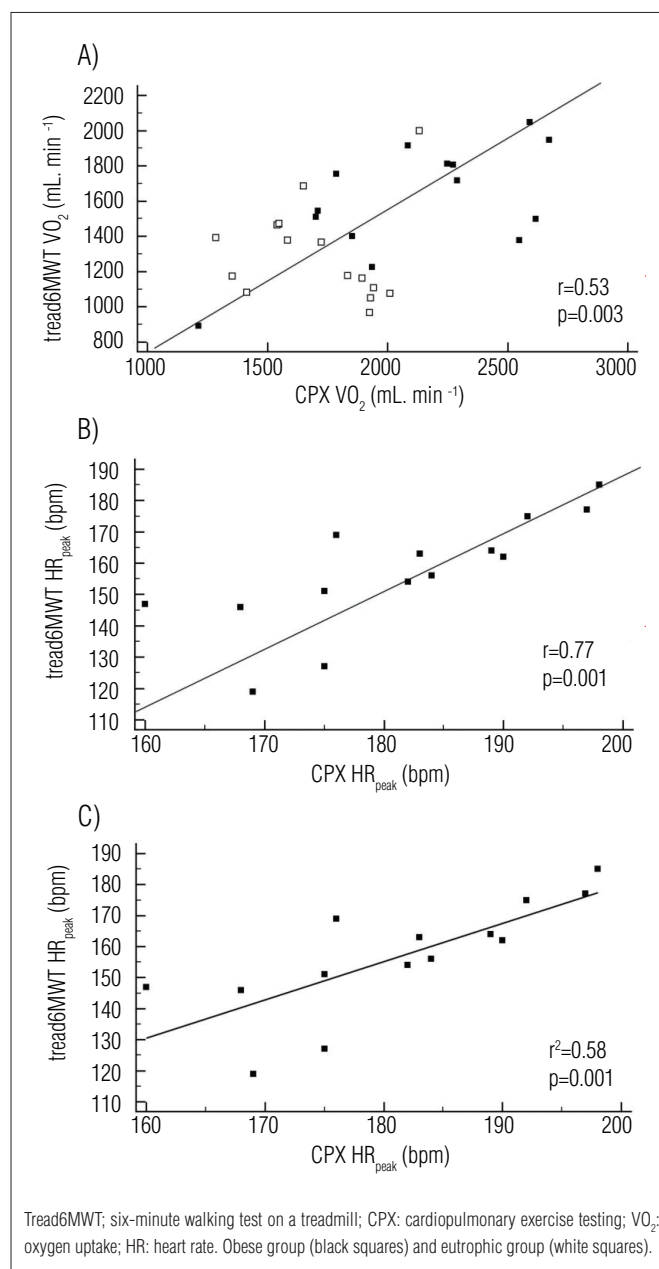 A)
2200
2000
1800
1600
1400
1200
1000
800
tread6MWT VO₂ (mL. min ⁻¹)
1000 1500 2000 2500 3000
CPX VO₂ (mL. min ⁻¹)
r=0.53
p=0.003
B)
190
180
170
160
150
140
130
120
110
tread6MWT HRpeak (bpm)
160 170 180 190 200
CPX HRpeak (bpm)
r=0.77
p=0.001
C)
190
180
170
160
150
140
130
120
110
tread6MWT HRpeak (bpm)
160 170 180 190 200
CPX HRpeak (bpm)
r²=0.58
p=0.001
Tread6MWT; six-minute walking test on a treadmill; CPX: cardiopulmonary exercise testing; VO₂:
oxygen uptake; HR: heart rate. Obese group (black squares) and eutrophic group (white squares).